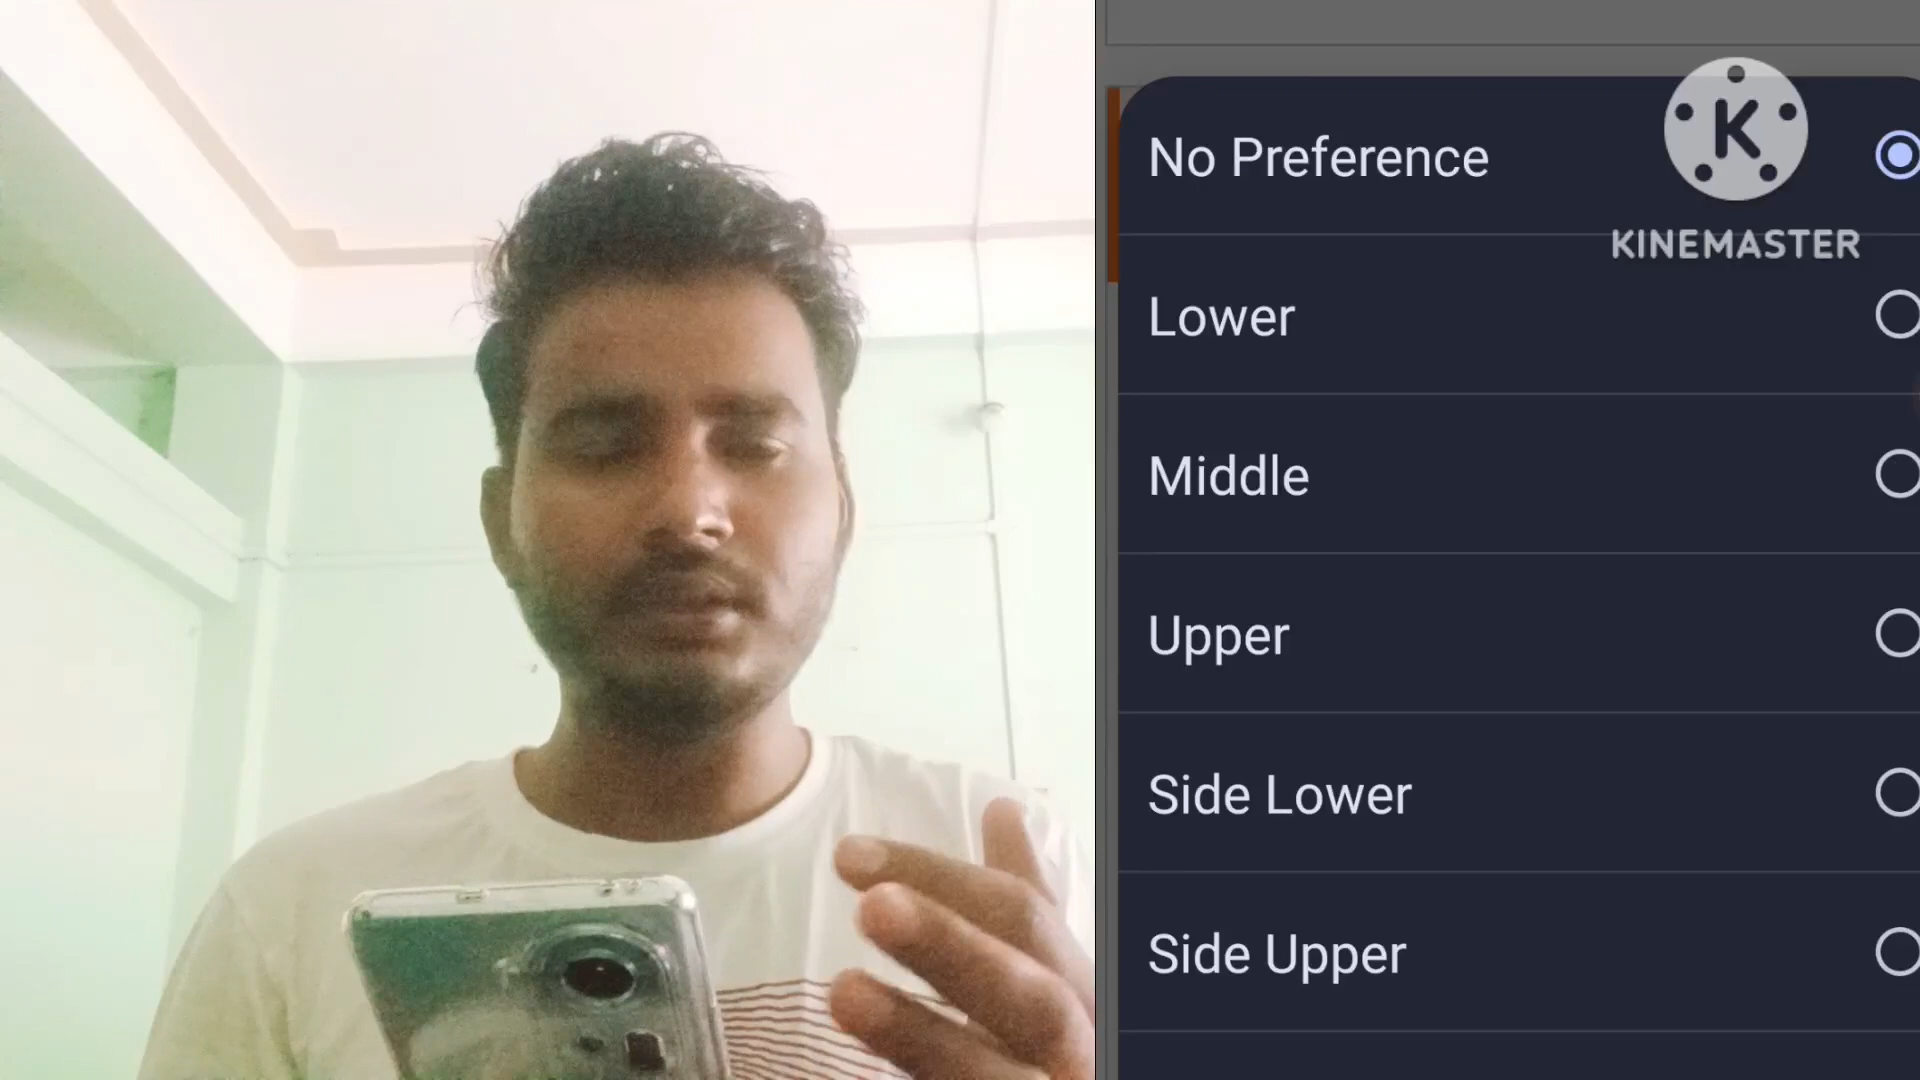 No Preference
K
KINEMASTER
Lower
Middle
Upper
Side Lower
Side Upper